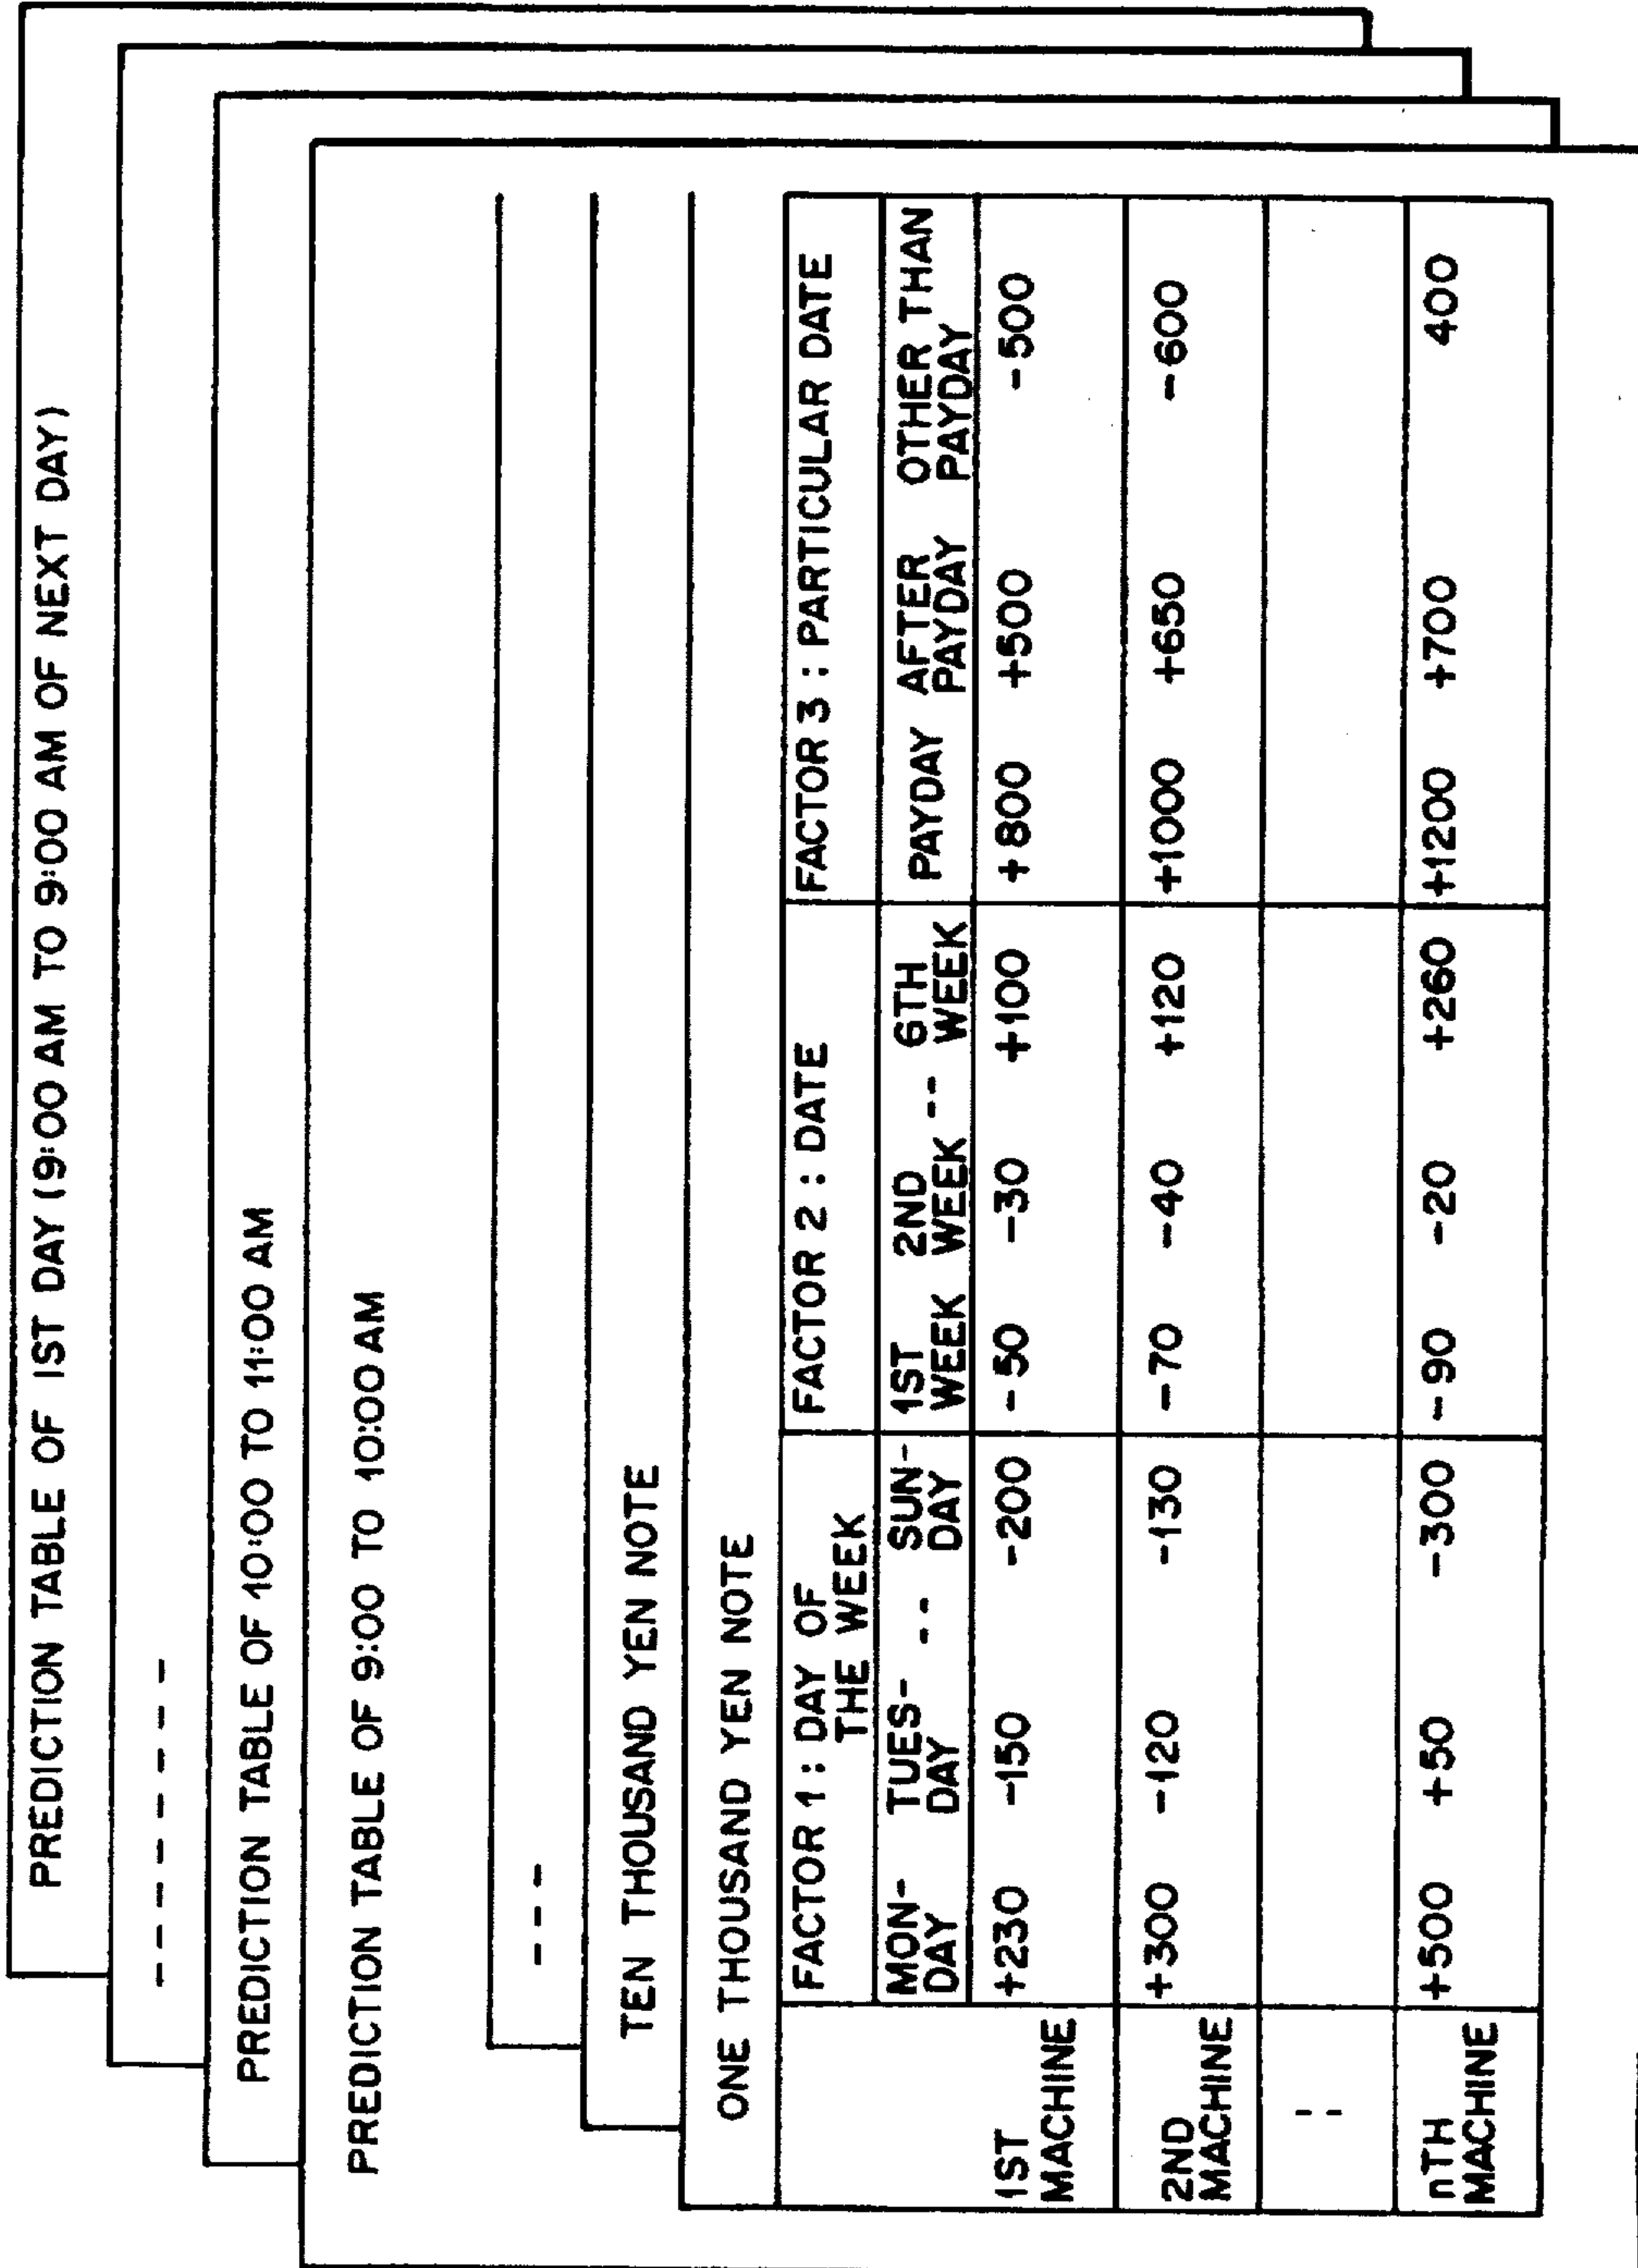 PREDICTION TABLE OF 1ST DAY (9:00 AM TO 9:00 AM OF NEXT DAY)
-------
PREDICTION TABLE OF 10:00 TO 11:00 AM
PREDICTION TABLE OF 9:00 TO 10:00 AM
---
TEN THOUSAND YEN NOTE
ONE THOUSAND YEN NOTE
FACTOR 1 : DAY OF THE WEEK FACTOR 2 : DATE FACTOR 3 : PARTICULAR DATE
MON-DAY TUES-DAY -- SUN-DAY 1ST WEEK 2ND WEEK -- 6TH WEEK PAYDAY AFTER PAYDAY OTHER THAN PAYDAY
1ST MACHINE +230 -150 -200 -50 -30 +100 +800 +500 -500
2ND MACHINE +300 -120 -130 -70 -40 +120 +1000 +650 -600
--
nTH MACHINE +500 +50 -300 -90 -20 +260 +1200 +700 400